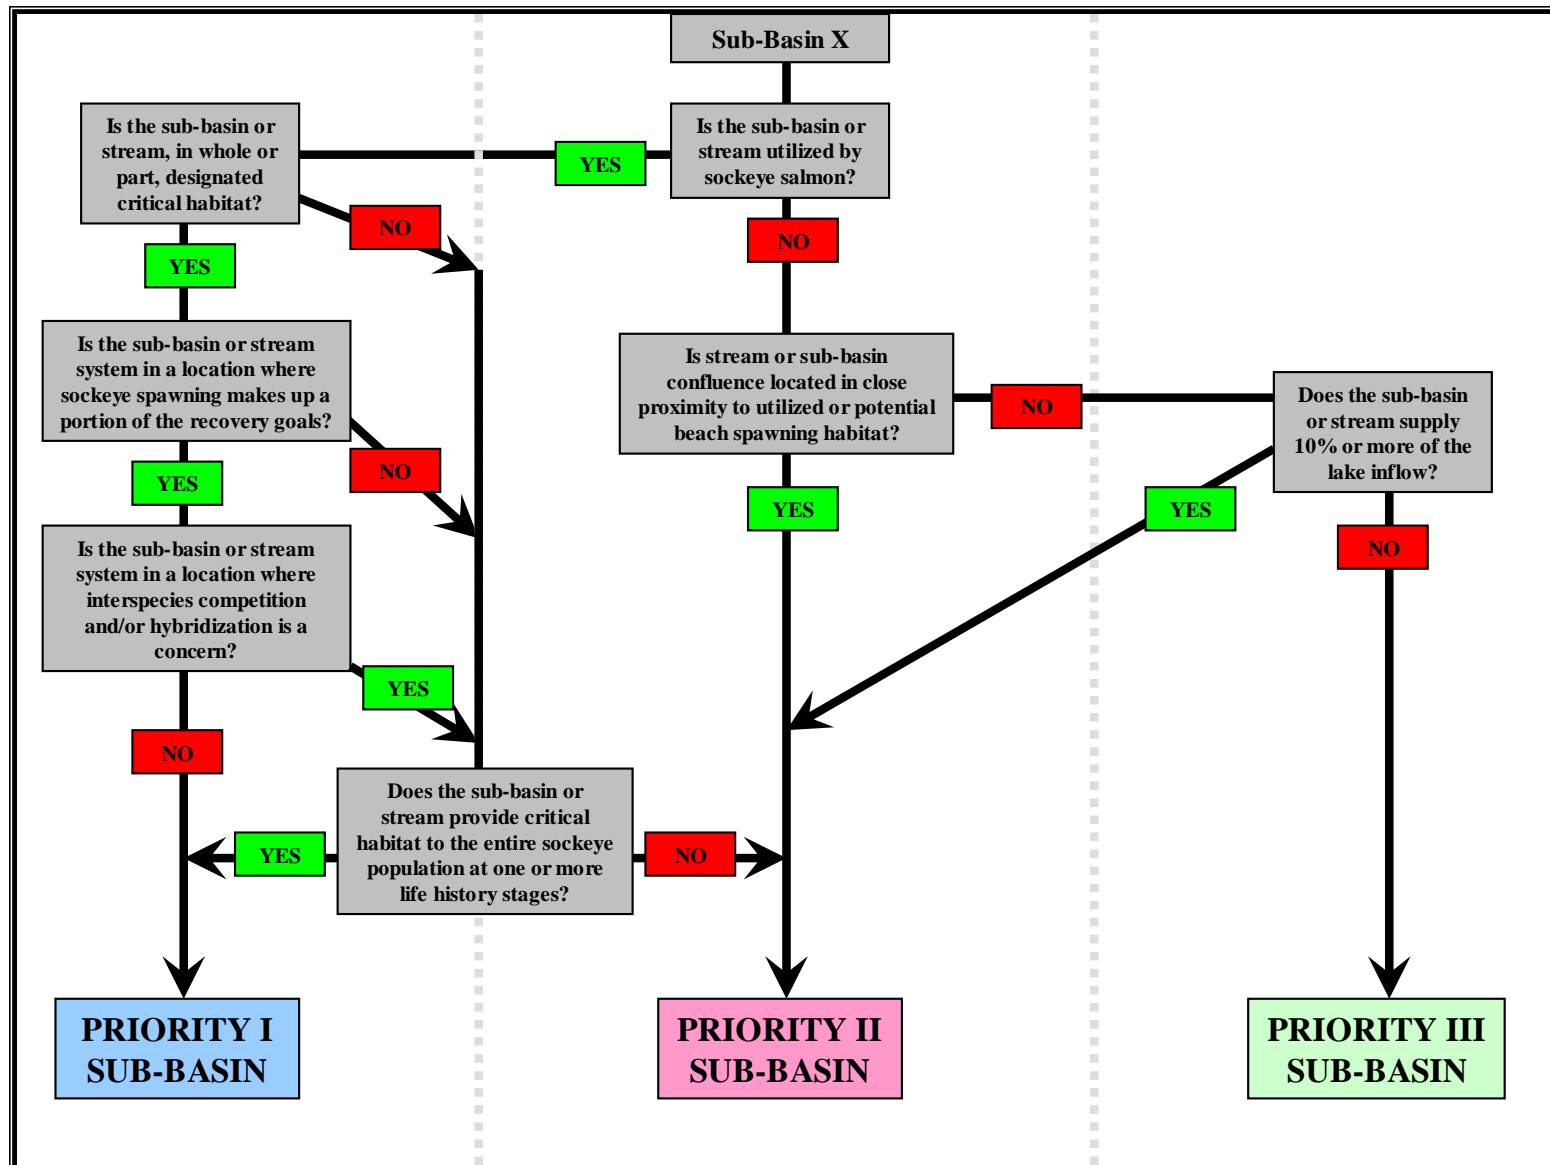 Sub-Basin X
Is the sub-basin or
stream, in whole or
part, designated
critical habitat?
YES
Is the sub-basin or
stream utilized by
sockeye salmon?
NO
NO
YES
Is the sub-basin or stream
system in a location where
sockeye spawning makes up a
portion of the recovery goals?
Is stream or sub-basin
confluence located in close
proximity to utilized or potential
beach spawning habitat?
NO
Does the sub-basin
or stream supply
10% or more of the
lake inflow?
NO
YES
YES
YES
NO
Is the sub-basin or stream
system in a location where
interspecies competition
and/or hybridization is a
concern?
YES
NO
Does the sub-basin or
stream provide critical
habitat to the entire sockeye
population at one or more
life history stages?
YES
NO
PRIORITY I
SUB-BASIN
PRIORITY II
SUB-BASIN
PRIORITY III
SUB-BASIN